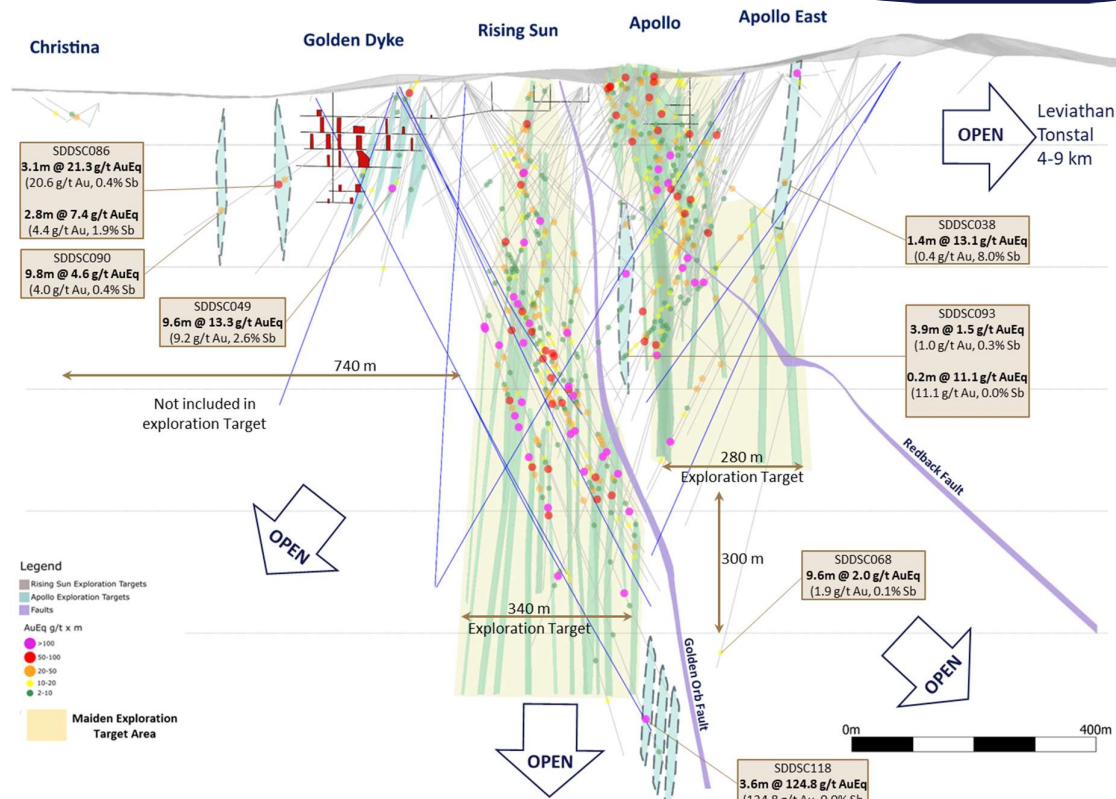 Christina
Golden Dyke
Rising Sun
Apollo
Apollo East
OPEN
Leviathan
Tonstal
4-9 km
SDDSC086
3.1m @ 21.3 g/t AuEq
(20.6 g/t Au, 0.4% Sb
2.8m @ 7.4 g/t AuEq
(4.4 g/t Au, 1.9% Sb
SDDSC090
9.8m @ 4.6 g/t AuEq
(4.0 g/t Au, 0.4% Sb
SDDSC049
9.6m @ 13.3 g/t AuEq
(9.2 g/t Au, 2.6% Sb
SDDSC038
1.4m @ 13.1 g/t AuEq
(0.4 g/t Au, 8.0% Sb
SDDSC093
3.9m @ 1.5 g/t AuEq
(1.0 g/t Au, 0.3% Sb
0.2m @ 11.1 g/t AuEq
(11.1 g/t Au, 0.0% Sb
740 m
Not included in
exploration Target
280 m
Exploration Target
Redback Fault
OPEN
300 m
SDDSC068
9.6m @ 2.0 g/t AuEq
(1.9 g/t Au, 0.1% Sb
Legend
Rising Sun Exploration Targets
Apollo Exploration Targets
Faults
AuEq g/t x m
>100
50-100
20-50
10-20
2-10
Maiden Exploration
Target Area
340 m
Exploration Target
Golden Orb Fault
OPEN
OPEN
0m
400m
SDDSC118
3.6m @ 124.8 g/t AuEq
(124.8 g/t Au, 0.0% Sb